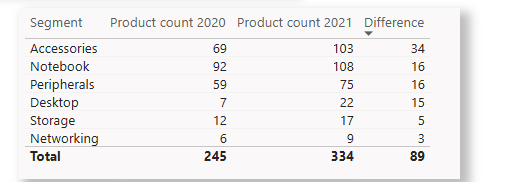 Segment Product count 2020 Product count 2021 Difference
Accessories 69 103 34
Notebook 92 108 16
Peripherals 59 75 16
Desktop 7 22 15
Storage 12 17 5
Networking 6 9 3
Total 245 334 89